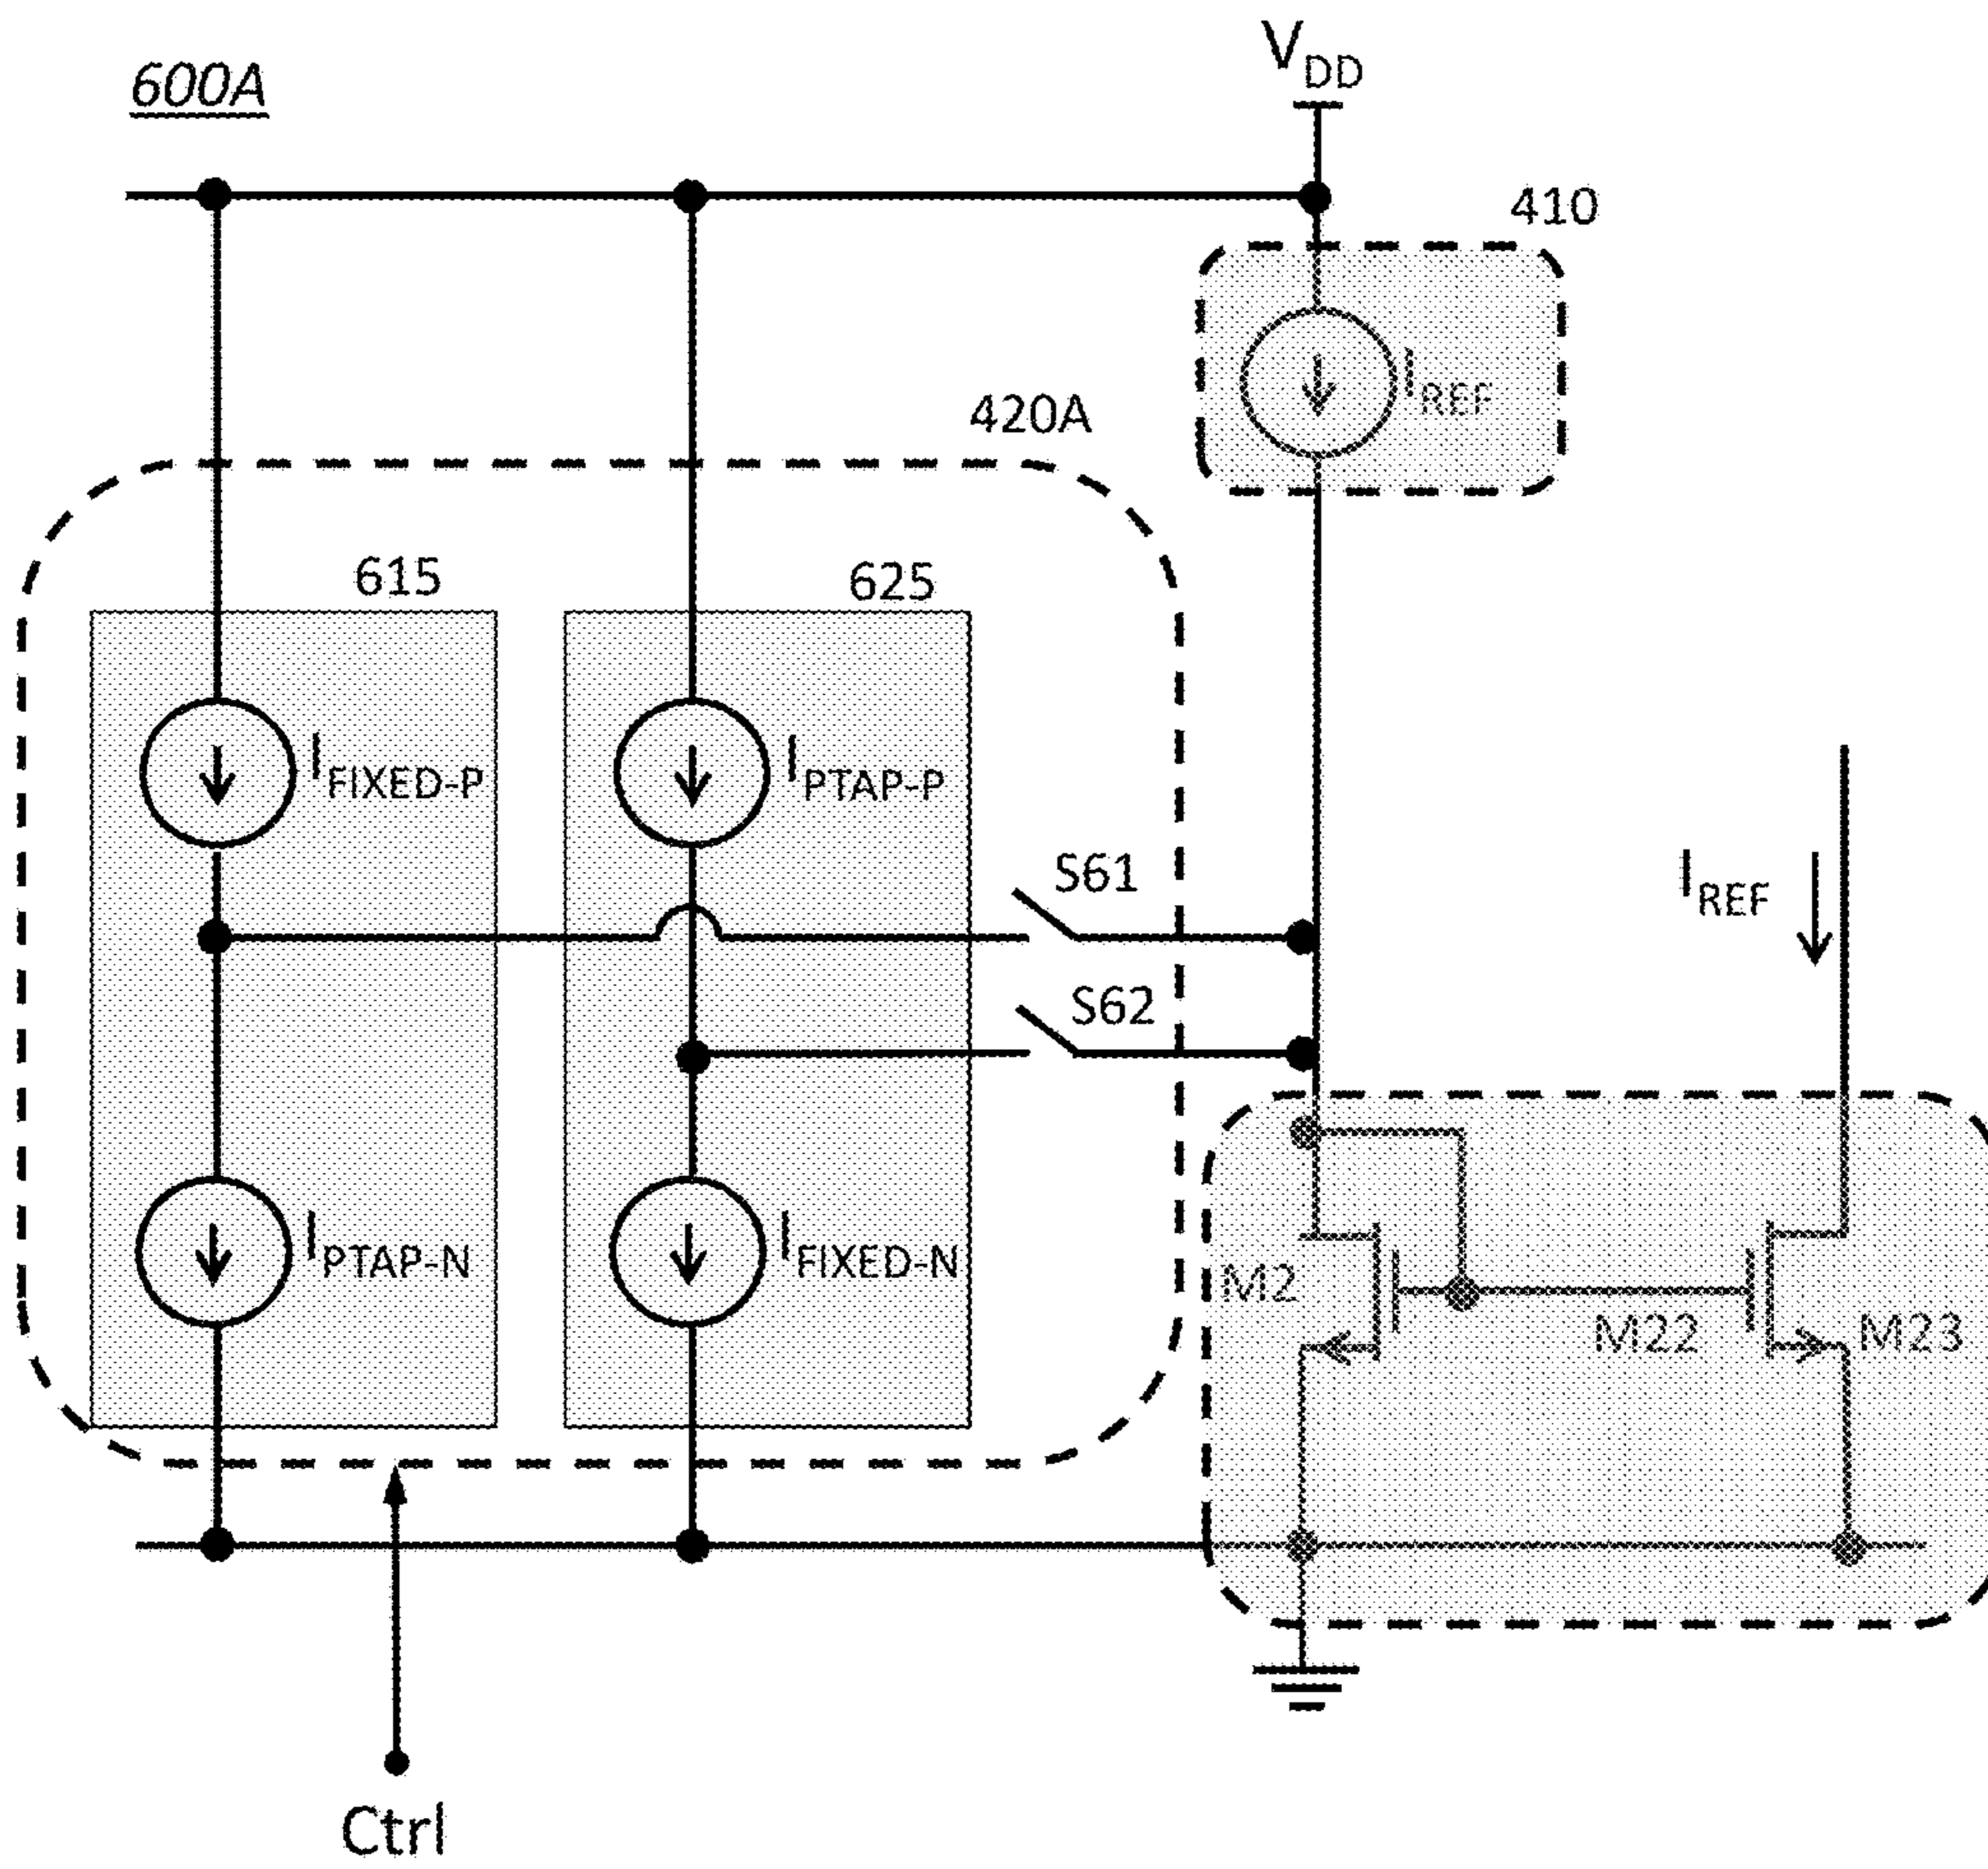 600A
VDD
410
IREF
420A
615
625
IFIXED-P
IPTAP-P
S61
IREF
S62
IPTAP-N
IFIXED-N
M2
M22
M23
Ctrl